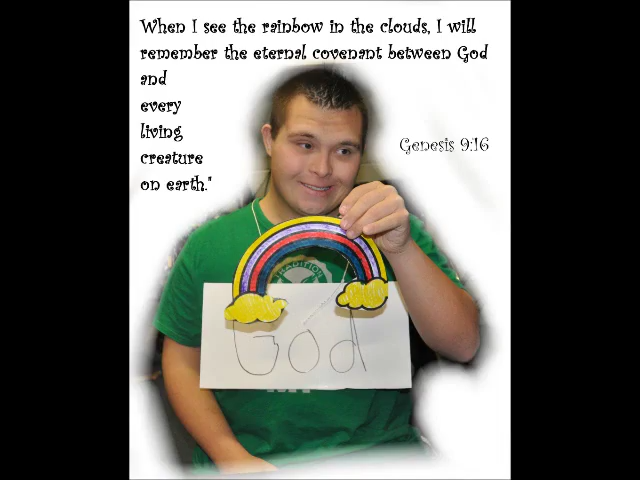 When I see the rainbow in the clouds, I will
remember the eternal covenant between God
and
every
living
creature
on earth."
Genesis 9:16
God